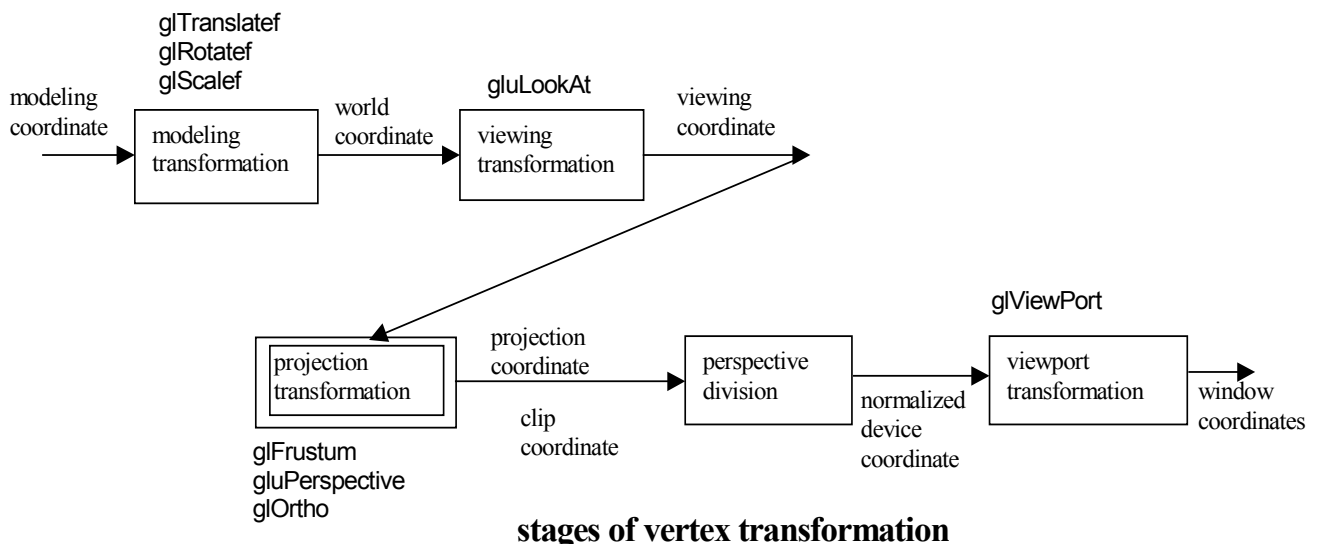 glTranslatef
glRotatef
glScalef
modeling
coordinate
modeling
transformation
world
coordinate
gluLookAt
viewing
transformation
viewing
coordinate
projection
transformation
glFrustum
gluPerspective
glOrtho
projection
coordinate
clip
coordinate
perspective
division
normalized
device
coordinate
glViewPort
viewport
transformation
window
coordinates
stages of vertex transformation